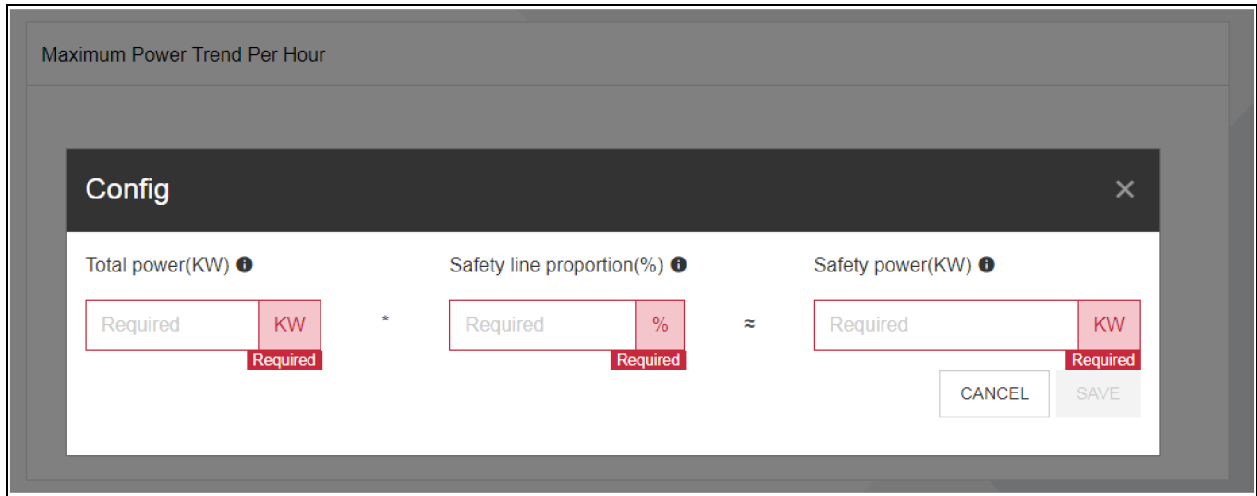 Maximum Power Trend Per Hour
Config ×
Total power(KW) Safety line proportion(%) Safety power(KW)
Required KW * Required % ≈ Required KW
Required Required Required
CANCEL SAVE